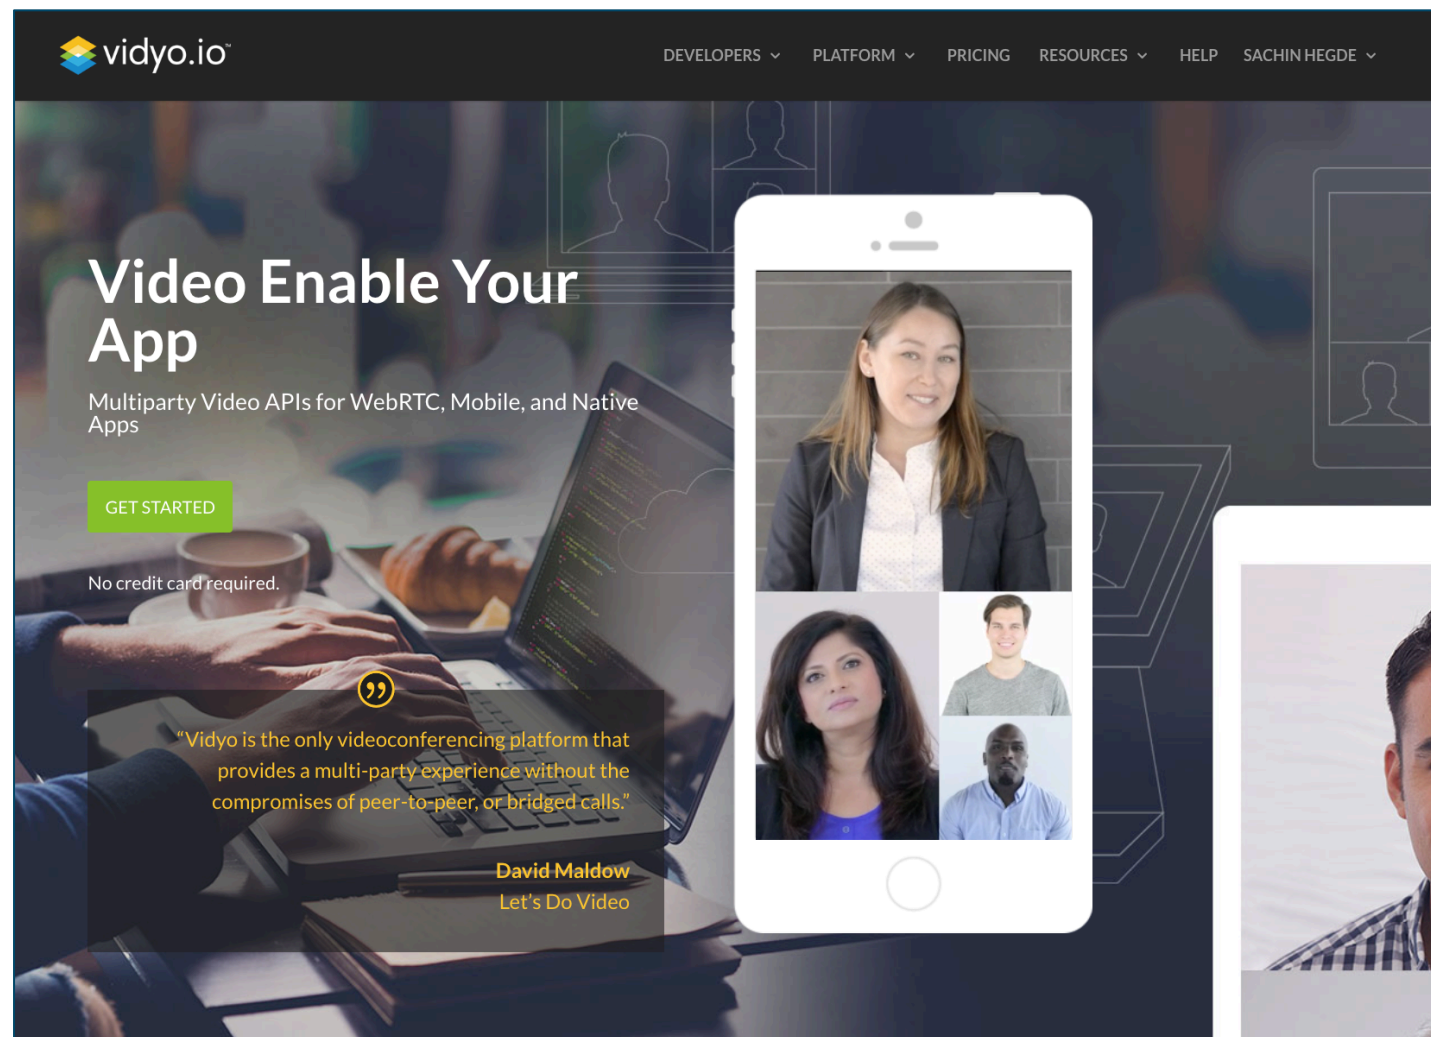 vidyo.io™
DEVELOPERS PLATFORM PRICING RESOURCES HELP SACHIN HEGDE
Video Enable Your
App
Multiparty Video APIs for WebRTC, Mobile, and Native
Apps
GET STARTED
No credit card required.
“Vidyo is the only videoconferencing platform that
provides a multi-party experience without the
compromises of peer-to-peer, or bridged calls.”
David Maldow
Let’s Do Video